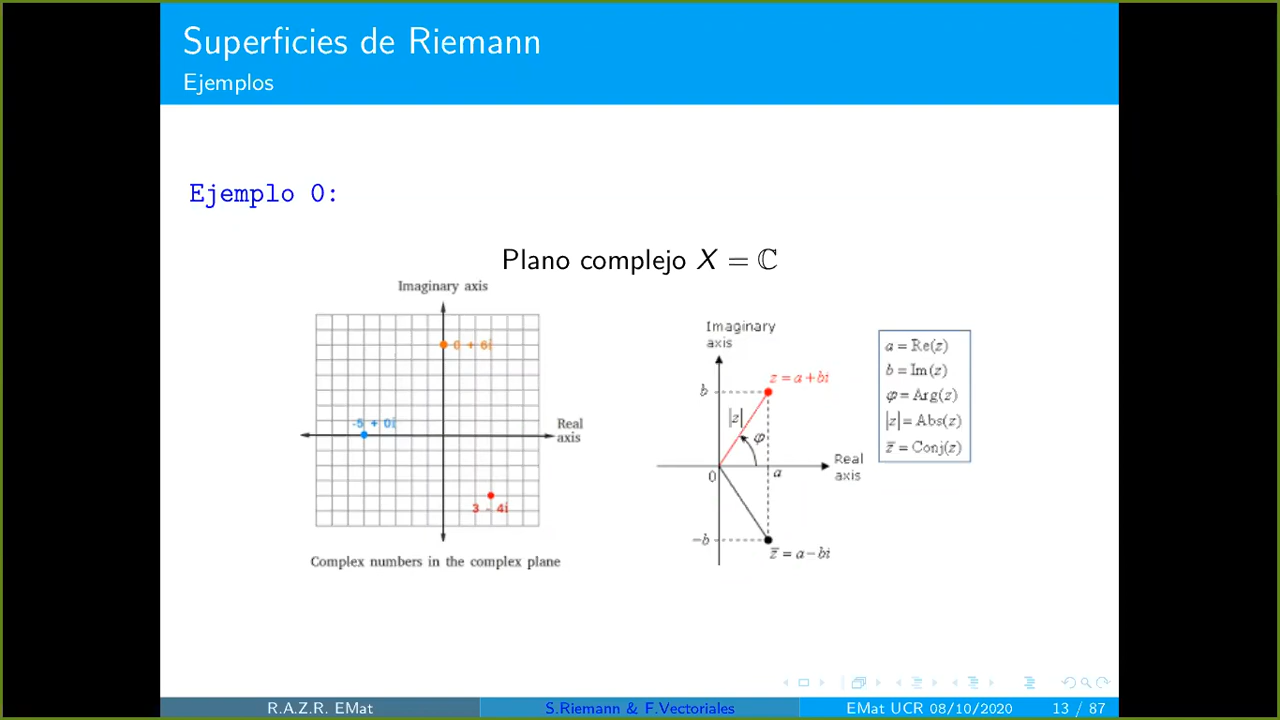 Superficies de Riemann
Ejemplos
Ejemplo 0:
Plano complejo X = ℂ
Imaginary axis
0 + 6i
-5 + 0i
Real
axis
3 - 4i
Complex numbers in the complex plane
Imaginary
axis
z = a + bi
b
|z|
φ
0
a
Real
axis
-b
z̅ = a - bi
a = Re(z)
b = Im(z)
φ = Arg(z)
|z| = Abs(z)
z̅ = Conj(z)
R.A.Z.R. EMat
S.Riemann & F.Vectoriales
EMat UCR 08/10/2020
13 / 87